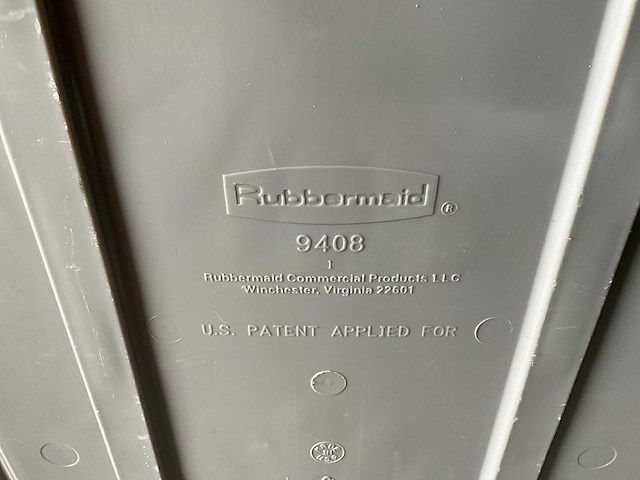 Rubbermaid ®
9408
1
Rubbermaid Commercial Products LLC
Winchester, Virginia 22601
U.S. PATENT APPLIED FOR